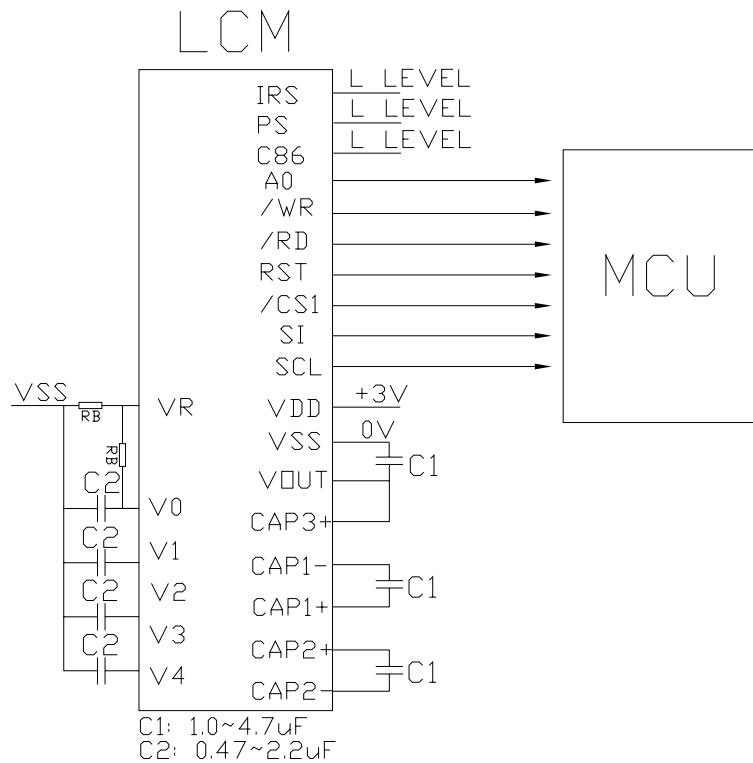 LCM
IRS
L LEVEL
PS
L LEVEL
C86
L LEVEL
A0
/WR
/RD
RST
/CS1
SI
SCL
MCU
VSS
RB
VR
VDD
+3V
RB
VSS
0V
C1
VOUT
C2
V0
CAP3+
C2
V1
CAP1-
C1
C2
V2
CAP1+
C2
V3
CAP2+
C1
V4
CAP2-
C1: 1.0~4.7uF
C2: 0.47~2.2uF